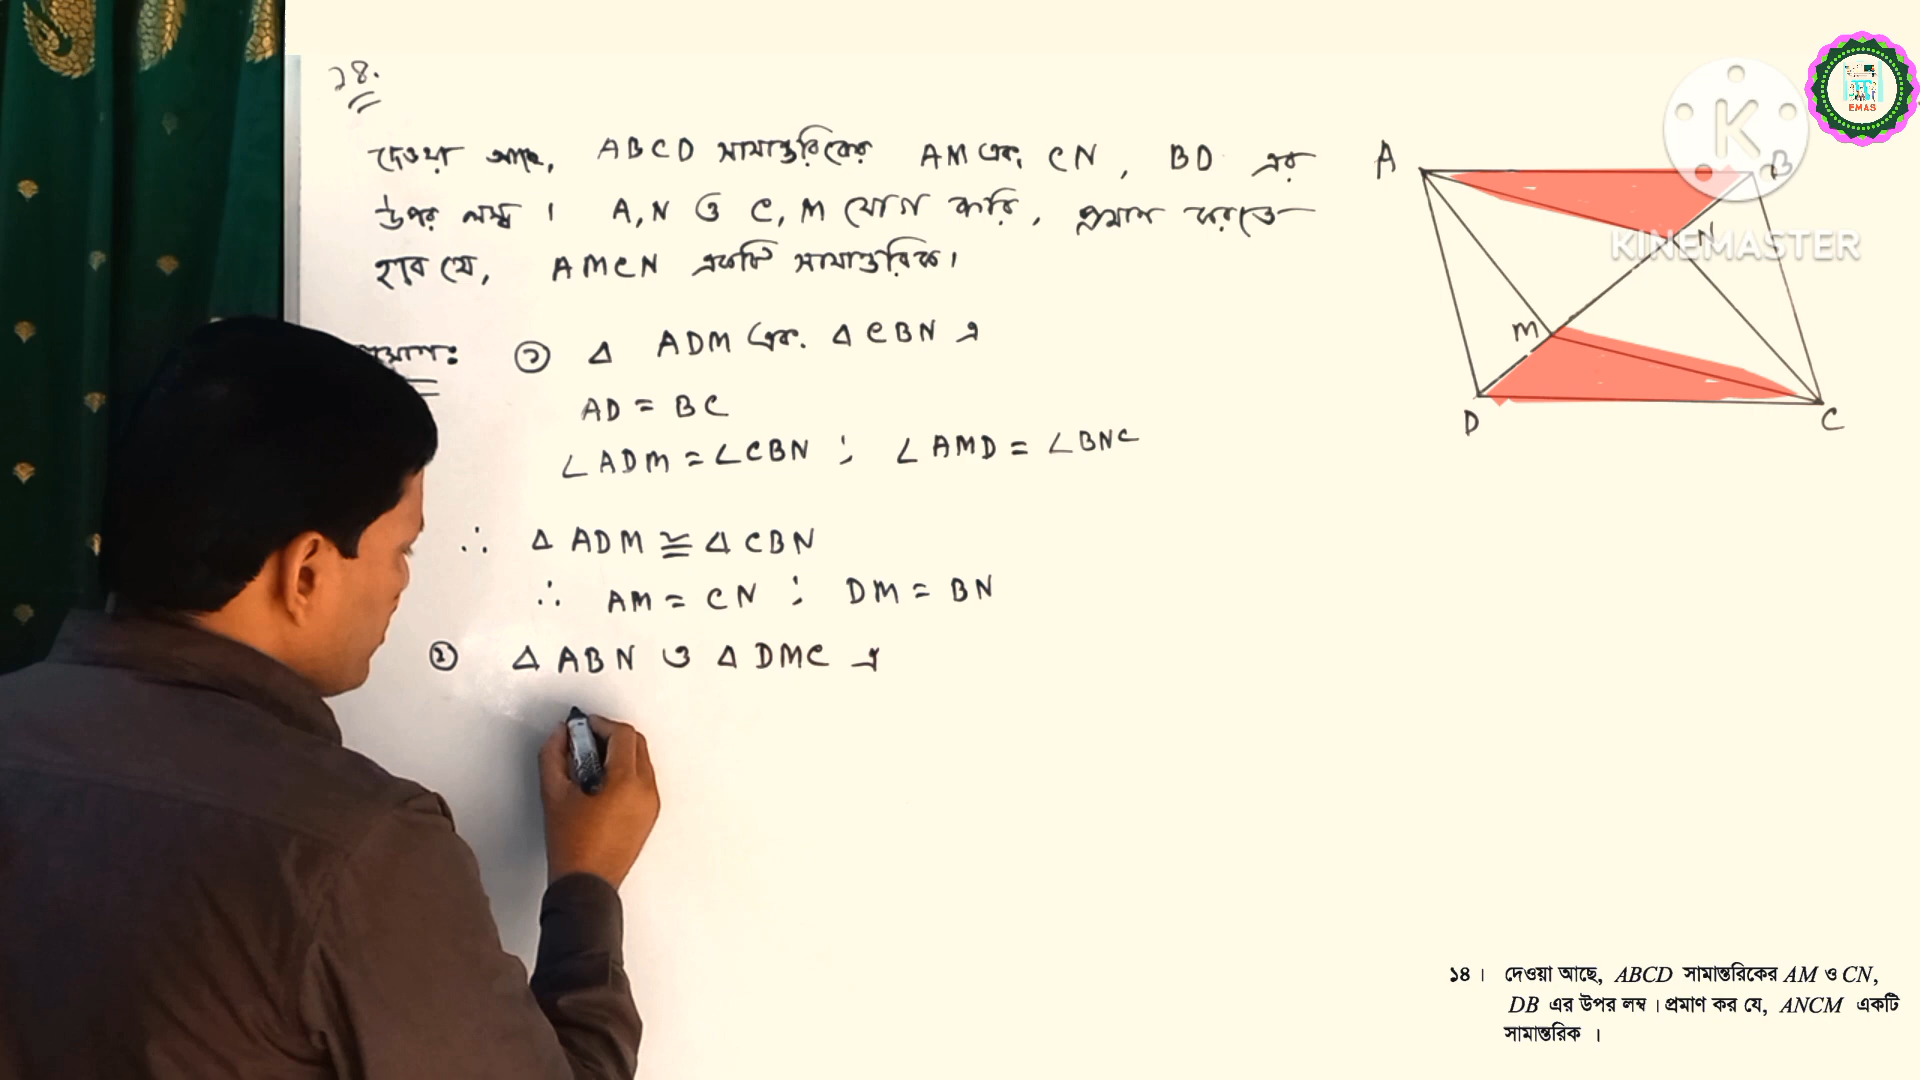 ১৪.
দেওয়া আছে, ABCD সামান্তরিকের AM এবং CN, BD এর
উপর লম্ব। A, N ও C, M যোগ করি, প্রমাণ করতে
হবে যে, AMCN একটি সামান্তরিক।
প্রমাণঃ ① Δ ADM এবং Δ CBN এ
AD = BC
∠ADM = ∠CBN ; ∠AMD = ∠BNC
∴ Δ ADM ≅ Δ CBN
∴ AM = CN ; DM = BN
② Δ ABN ও Δ DMC এ
A
B
N
M
D
C
K
KINEMASTER
EMAS
১৪। দেওয়া আছে, ABCD সামান্তরিকের AM ও CN,
DB এর উপর লম্ব। প্রমাণ কর যে, ANCM একটি
সামান্তরিক ।